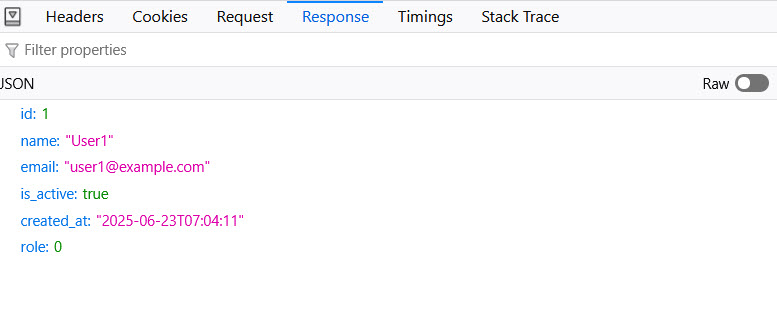 Headers Cookies Request Response Timings Stack Trace
Filter properties
JSON Raw
id: 1
name: "User1"
email: "user1@example.com"
is_active: true
created_at: "2025-06-23T07:04:11"
role: 0